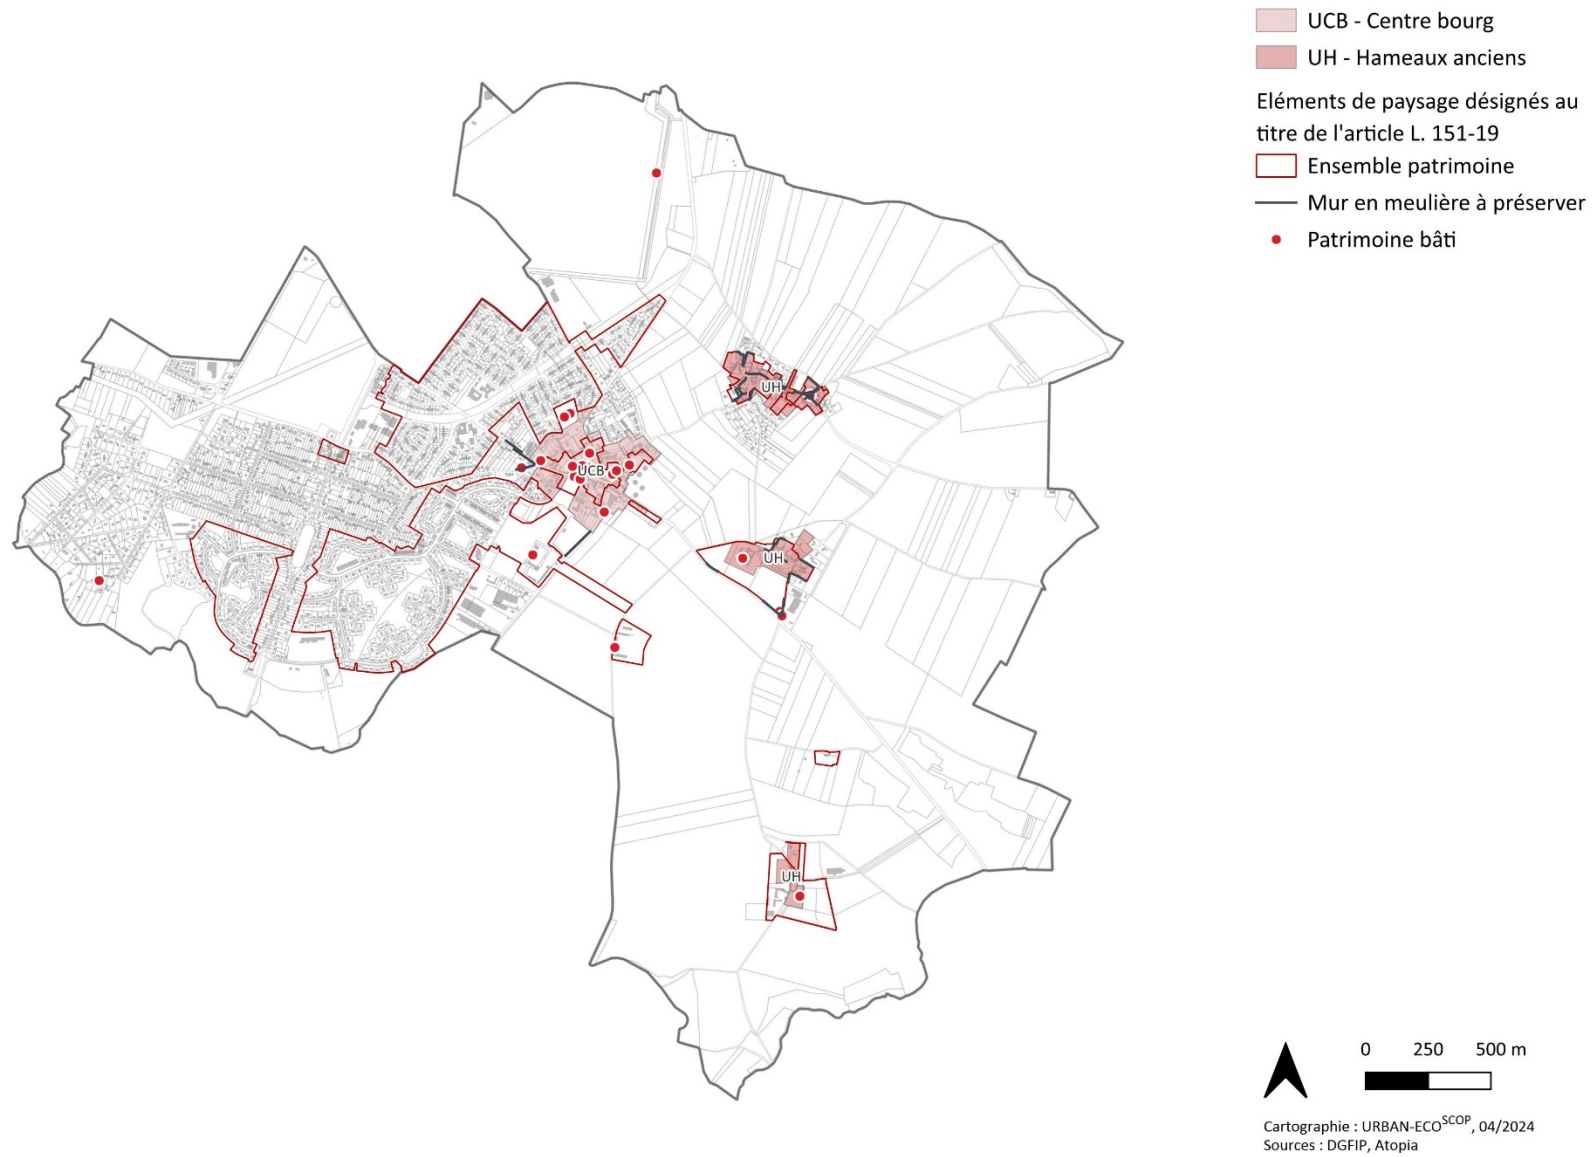 UCB - Centre bourg
UH - Hameaux anciens
Eléments de paysage désignés au
titre de l'article L. 151-19
Ensemble patrimoine
Mur en meulière à préserver
Patrimoine bâti
UH
UCB
UH
UH
0 250 500 m
Cartographie : URBAN-ECOSCOP, 04/2024
Sources : DGFIP, Atopia